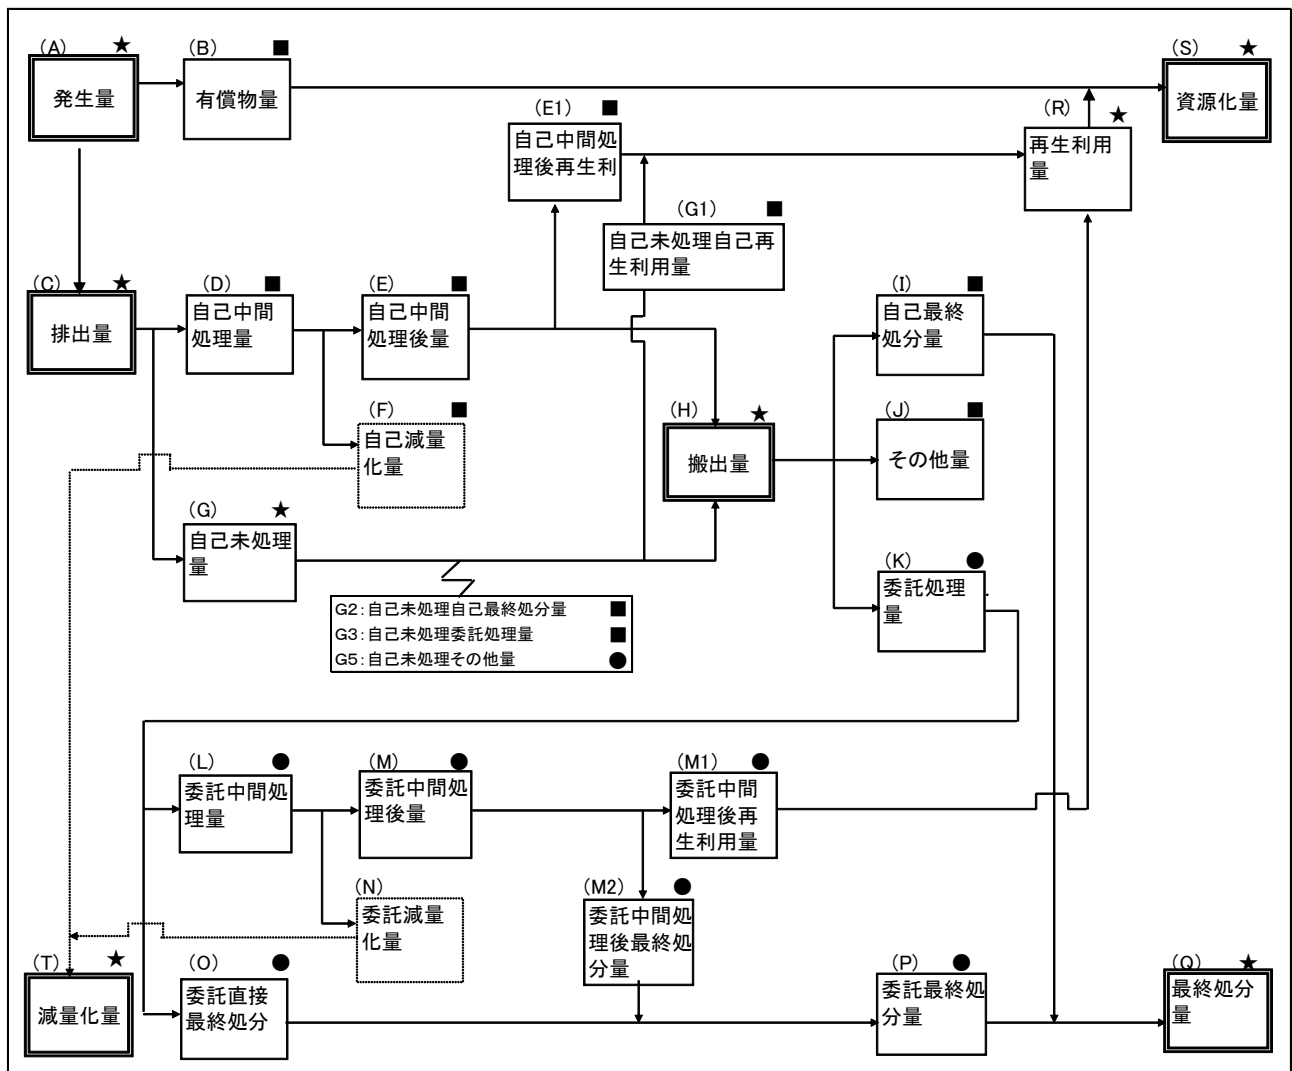 (A) ★
発生量
(B) ■
有償物量
(S) ★
資源化量
(E1) ■
自己中間処
理後再生利
(R) ★
再生利用
量
(G1) ■
自己未処理自己再
生利用量
(C) ★
排出量
(D) ■
自己中間
処理量
(E) ■
自己中間
処理後量
(I) ■
自己最終
処分量
(F) ■
自己減量
化量
(H) ★
搬出量
(J) ■
その他量
(G) ★
自己未処理
量
(K) ●
委託処理
量
G2:自己未処理自己最終処分量 ■
G3:自己未処理委託処理量 ■
G5:自己未処理その他量 ●
(L) ●
委託中間処
理量
(M) ●
委託中間処
理後量
(M1) ●
委託中間
処理後再
生利用量
(N)
委託減量
化量
(M2) ●
委託中間処
理後最終処
分量
(T) ★
減量化量
(O) ●
委託直接
最終処分
(P) ●
委託最終処
分量
(Q) ★
最終処分
量